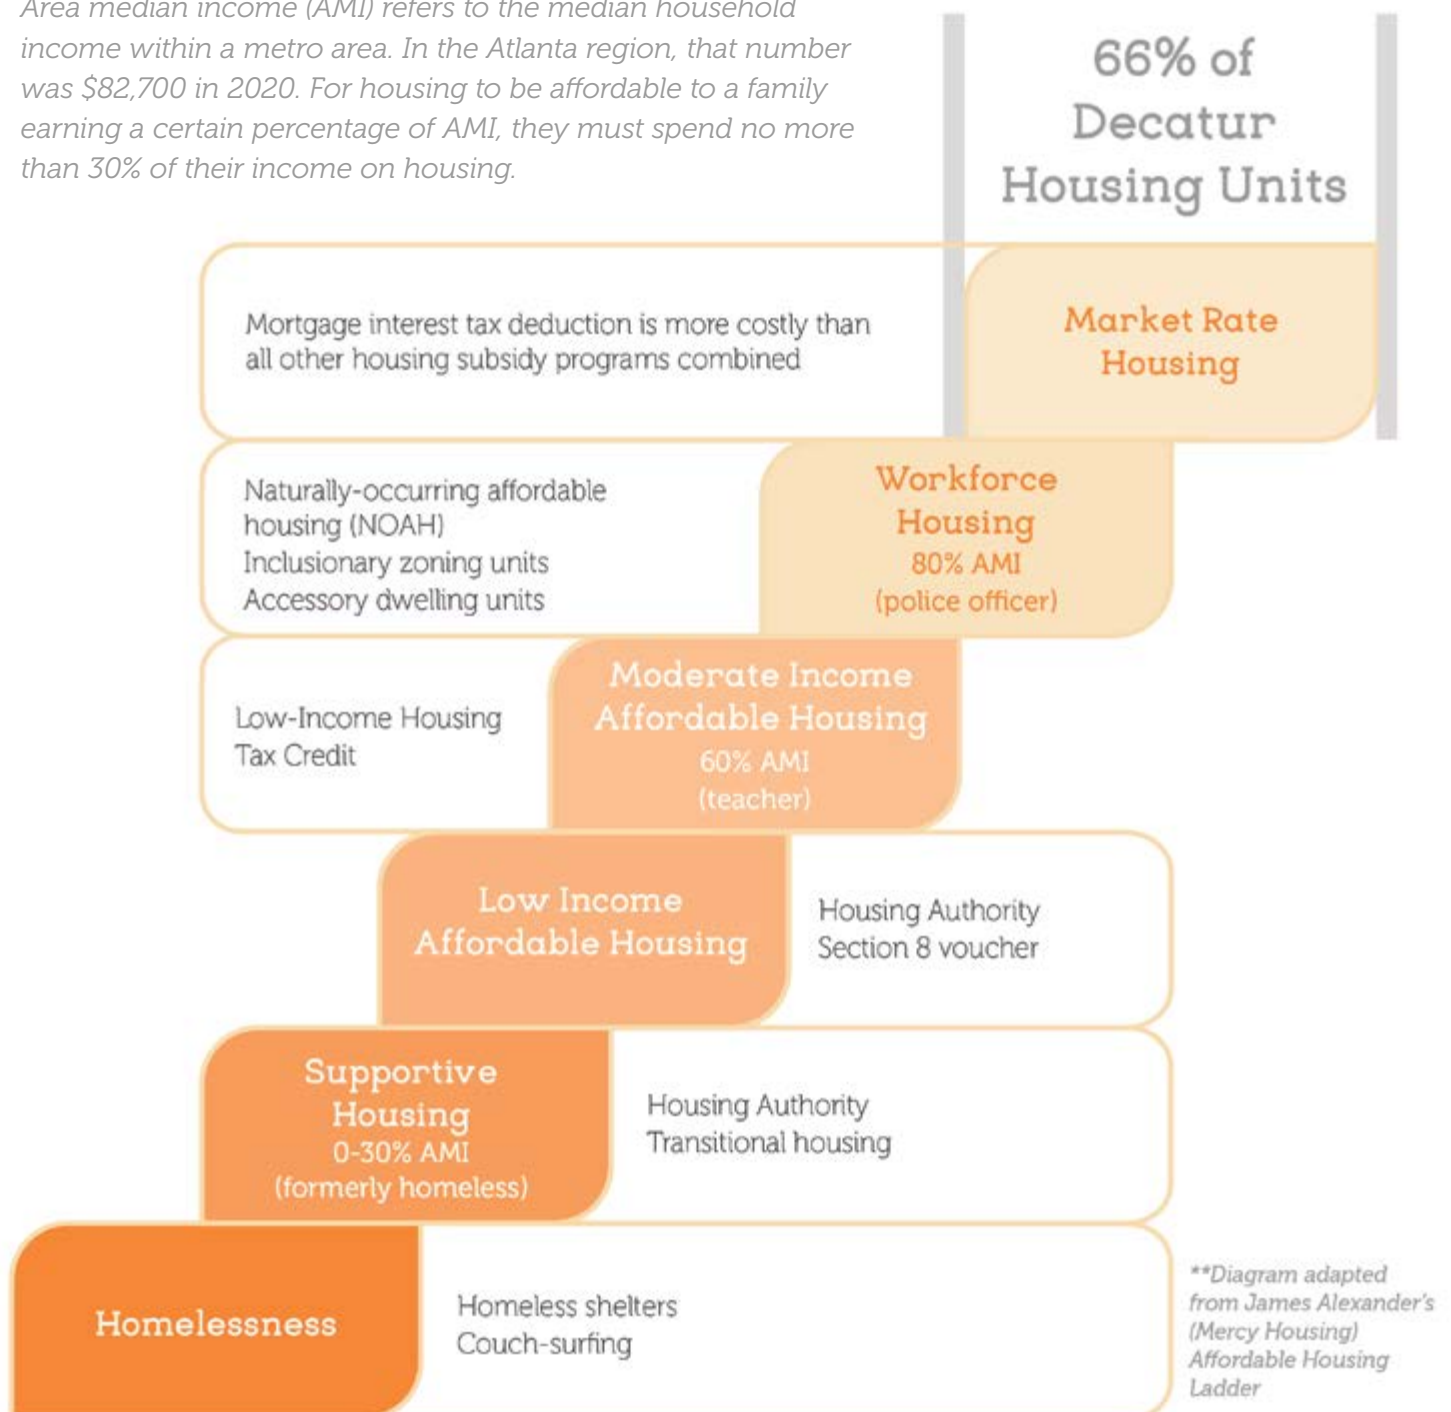 Area median income (AMI) refers to the median household
income within a metro area. In the Atlanta region, that number
was $82,700 in 2020. For housing to be affordable to a family
earning a certain percentage of AMI, they must spend no more
than 30% of their income on housing.
66% of
Decatur
Housing Units
Mortgage interest tax deduction is more costly than
all other housing subsidy programs combined
Market Rate
Housing
Naturally-occurring affordable
housing (NOAH)
Inclusionary zoning units
Accessory dwelling units
Workforce
Housing
80% AMI
(police officer)
Low-Income Housing
Tax Credit
Moderate Income
Affordable Housing
60% AMI
(teacher)
Low Income
Affordable Housing
Housing Authority
Section 8 voucher
Supportive
Housing
0-30% AMI
(formerly homeless)
Housing Authority
Transitional housing
Homelessness
Homeless shelters
Couch-surfing
**Diagram adapted
from James Alexander's
(Mercy Housing)
Affordable Housing
Ladder